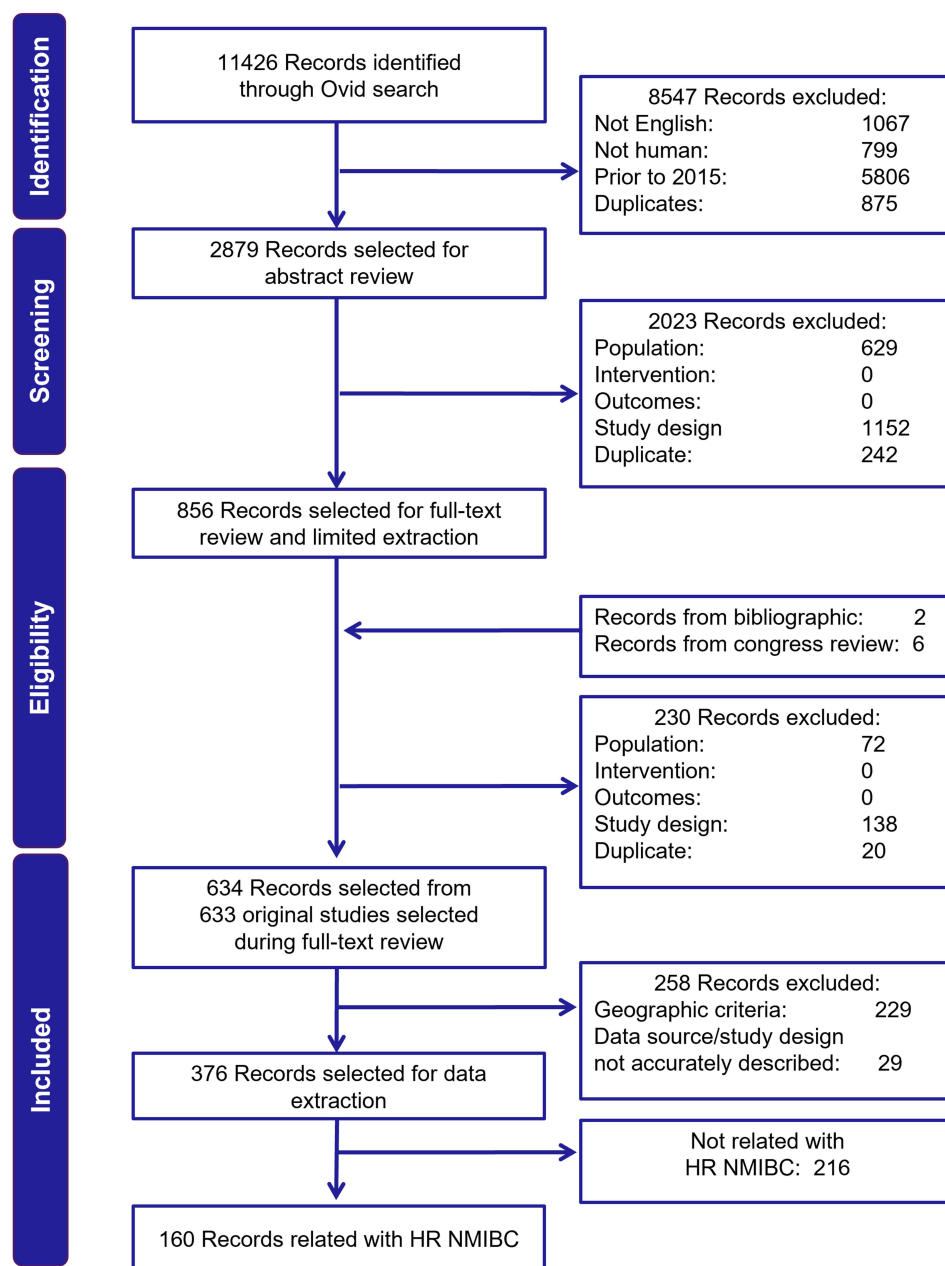 Identification
11426 Records identified
through Ovid search
8547 Records excluded:
Not English: 1067
Not human: 799
Prior to 2015: 5806
Duplicates: 875
Screening
2879 Records selected for
abstract review
2023 Records excluded:
Population: 629
Intervention: 0
Outcomes: 0
Study design 1152
Duplicate: 242
Eligibility
856 Records selected for full-text
review and limited extraction
Records from bibliographic: 2
Records from congress review: 6
230 Records excluded:
Population: 72
Intervention: 0
Outcomes: 0
Study design: 138
Duplicate: 20
Included
634 Records selected from
633 original studies selected
during full-text review
258 Records excluded:
Geographic criteria: 229
Data source/study design
not accurately described: 29
376 Records selected for data
extraction
Not related with
HR NMIBC: 216
160 Records related with HR NMIBC